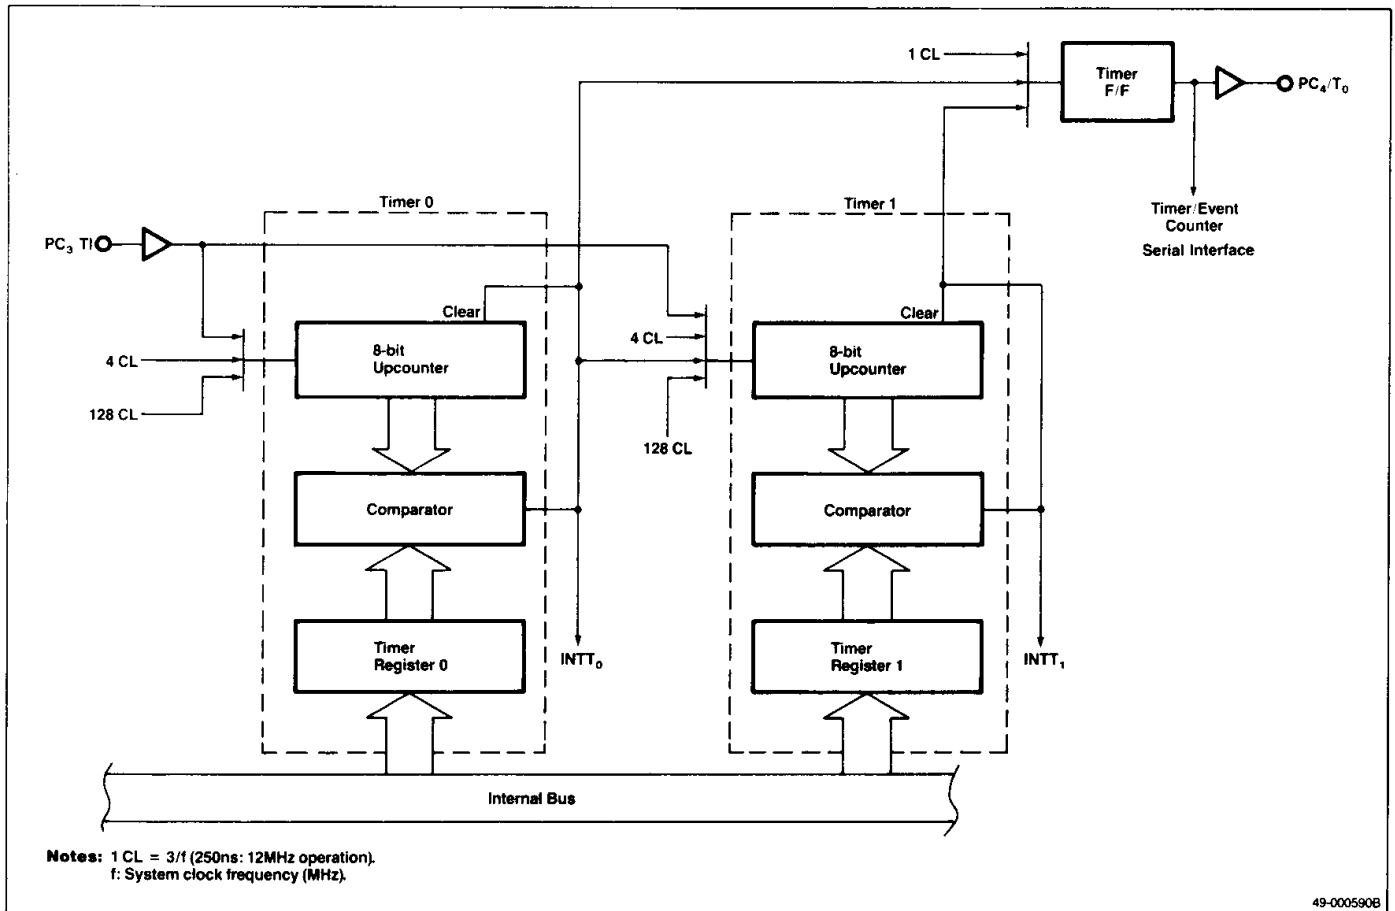 1 CL
Timer
F/F
PC₄/T₀
Timer/Event
Counter
Serial Interface
Timer 0
Timer 1
PC₃ TI
Clear
Clear
8-bit
Upcounter
4 CL
4 CL
8-bit
Upcounter
128 CL
128 CL
Comparator
Comparator
Timer
Register 0
INTT₀
Timer
Register 1
INTT₁
Internal Bus
Notes: 1 CL = 3/f (250ns: 12MHz operation).
f: System clock frequency (MHz).
49-000590B